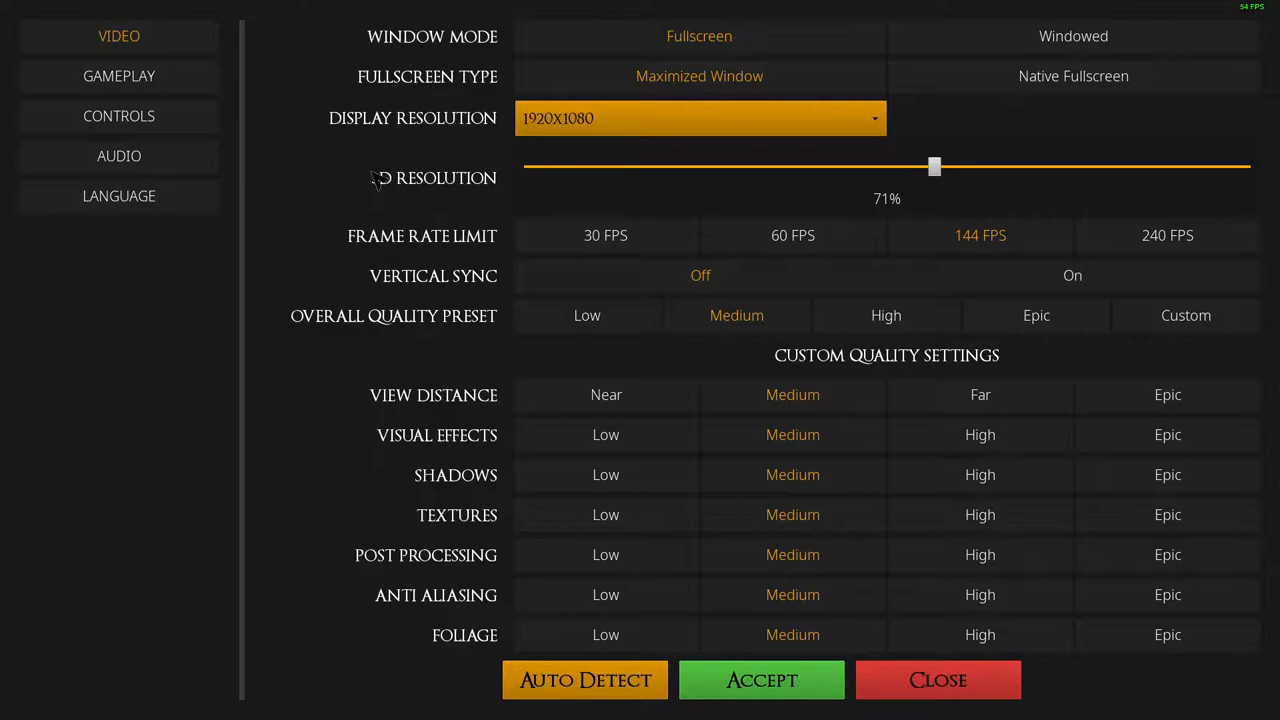 54 FPS
VIDEO
GAMEPLAY
CONTROLS
AUDIO
LANGUAGE
WINDOW MODE Fullscreen Windowed
FULLSCREEN TYPE Maximized Window Native Fullscreen
DISPLAY RESOLUTION 1920X1080
D RESOLUTION
71%
FRAME RATE LIMIT 30 FPS 60 FPS 144 FPS 240 FPS
VERTICAL SYNC Off On
OVERALL QUALITY PRESET Low Medium High Epic Custom
CUSTOM QUALITY SETTINGS
VIEW DISTANCE Near Medium Far Epic
VISUAL EFFECTS Low Medium High Epic
SHADOWS Low Medium High Epic
TEXTURES Low Medium High Epic
POST PROCESSING Low Medium High Epic
ANTI ALIASING Low Medium High Epic
FOLIAGE Low Medium High Epic
AUTO DETECT ACCEPT CLOSE